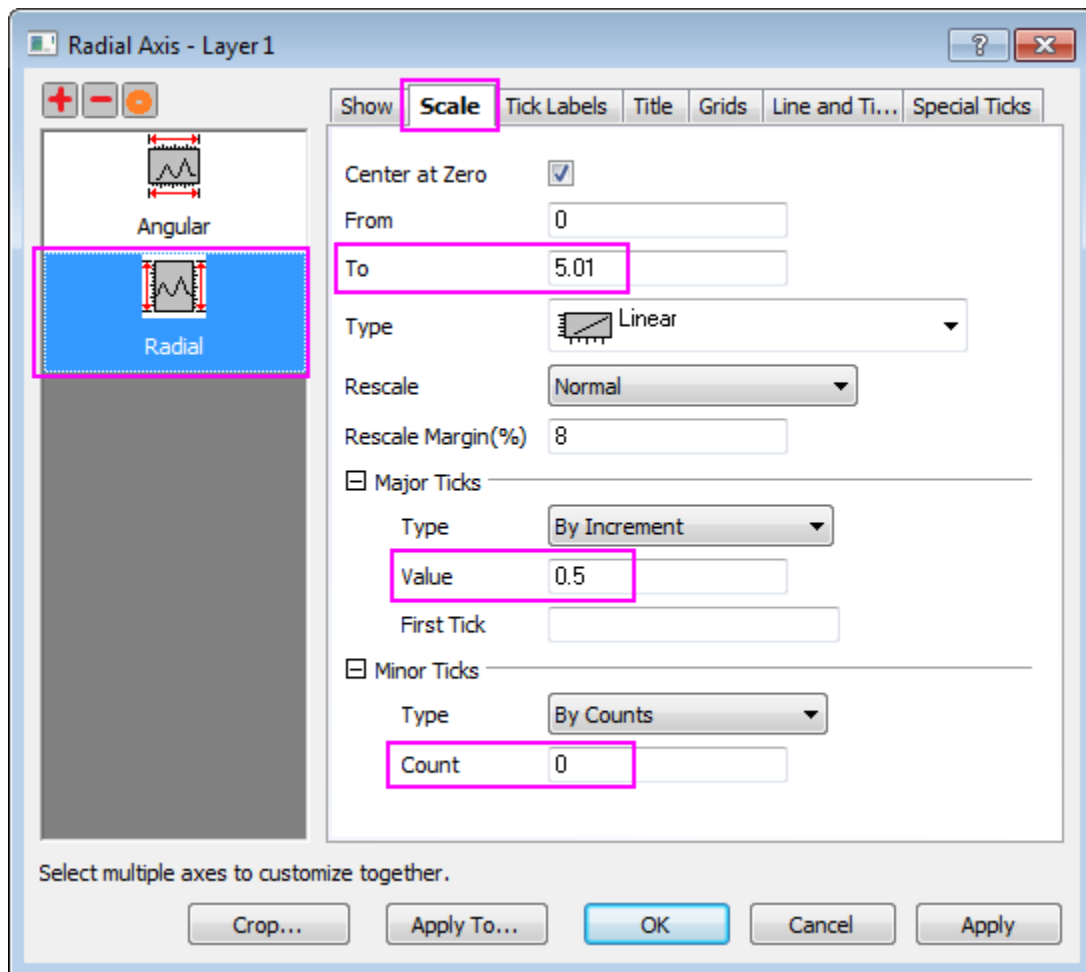 Radial Axis - Layer 1
Show Scale Tick Labels Title Grids Line and Ti... Special Ticks
Angular
Radial
Center at Zero
From 0
To 5.01
Type Linear
Rescale Normal
Rescale Margin(%) 8
Major Ticks
Type By Increment
Value 0.5
First Tick
Minor Ticks
Type By Counts
Count 0
Select multiple axes to customize together.
Crop... Apply To... OK Cancel Apply